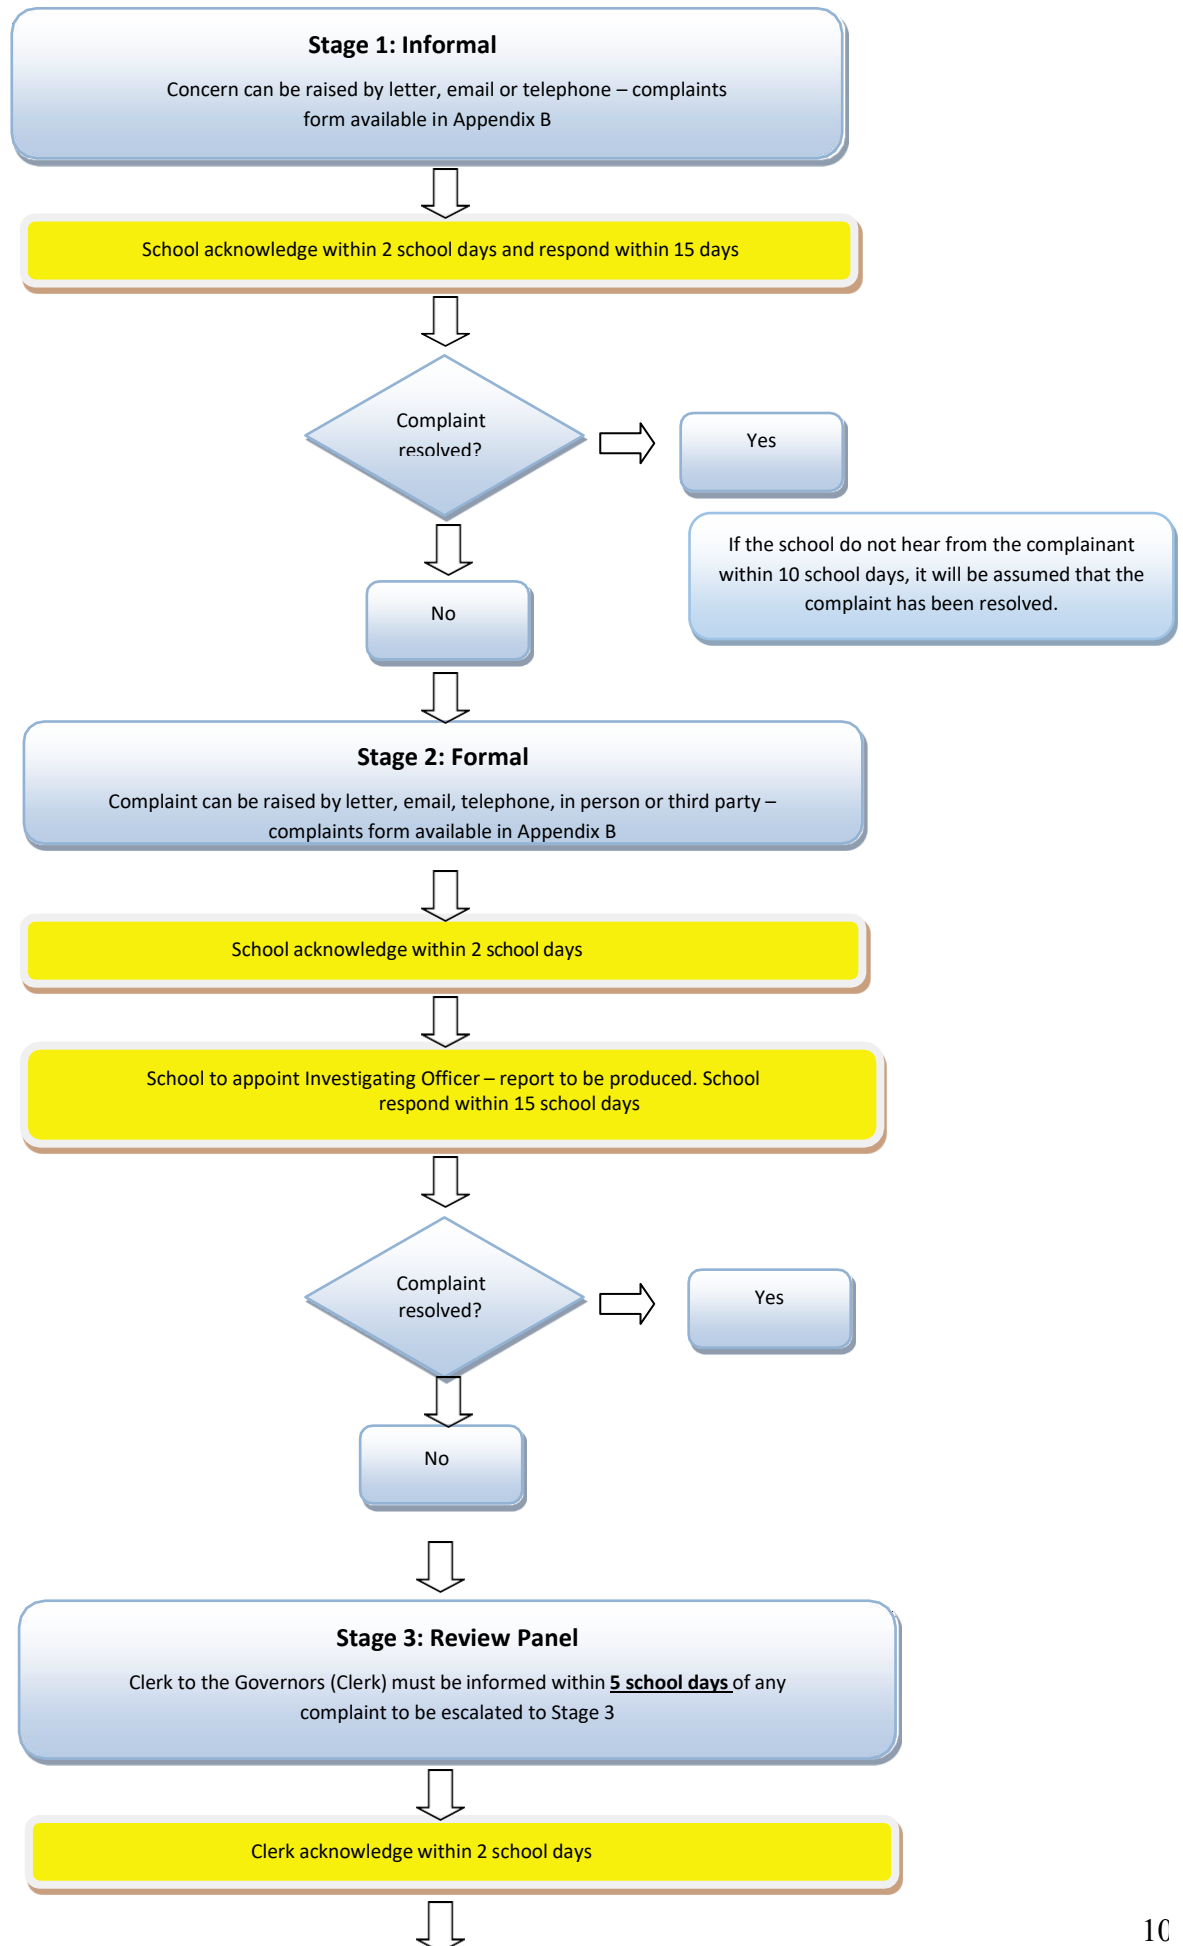 Stage 1: Informal
Concern can be raised by letter, email or telephone – complaints
form available in Appendix B
School acknowledge within 2 school days and respond within 15 days
Complaint
resolved?
Yes
If the school do not hear from the complainant
within 10 school days, it will be assumed that the
complaint has been resolved.
No
Stage 2: Formal
Complaint can be raised by letter, email, telephone, in person or third party –
complaints form available in Appendix B
School acknowledge within 2 school days
School to appoint Investigating Officer – report to be produced. School
respond within 15 school days
Complaint
resolved?
Yes
No
Stage 3: Review Panel
Clerk to the Governors (Clerk) must be informed within 5 school days of any
complaint to be escalated to Stage 3
Clerk acknowledge within 2 school days
10